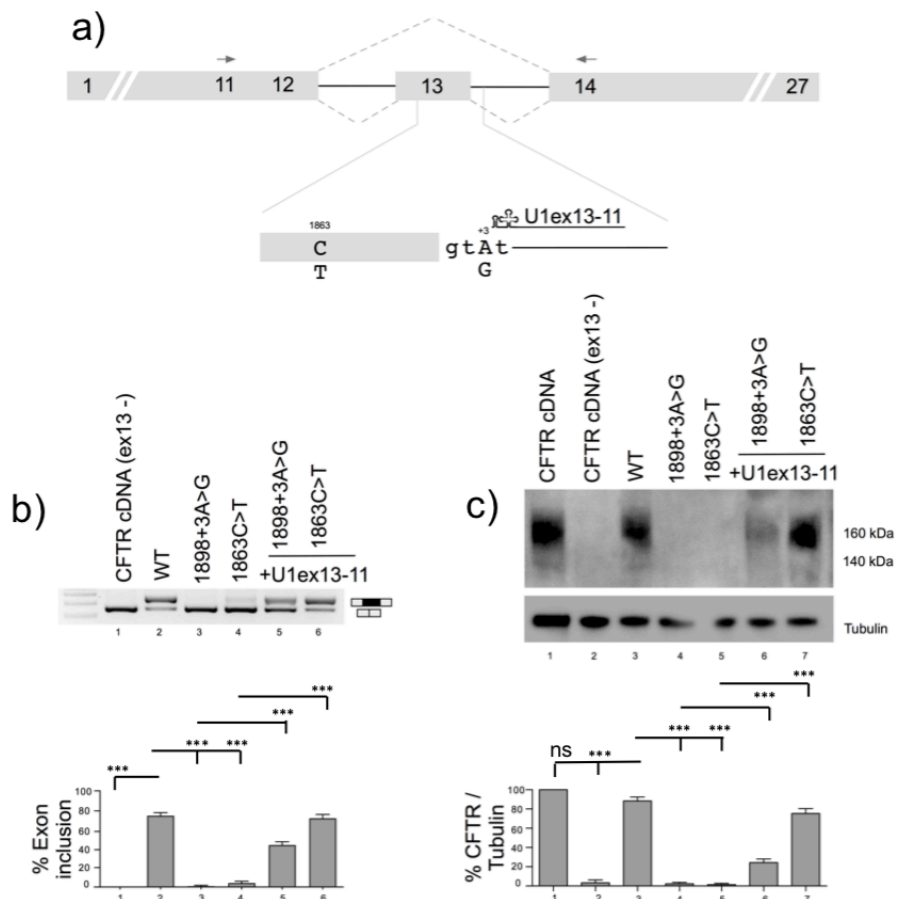 a)
1 11 12 13 14 27
U1ex13-11
1863
C
T
+3
gtAt
G
b)
CFTR cDNA (ex13 -)
WT
1898+3A>G
1863C>T
1898+3A>G
1863C>T
+U1ex13-11
1 2 3 4 5 6
*** *** *** *** ***
% Exon
inclusion
100
80
60
40
20
0
1 2 3 4 5 6
c)
CFTR cDNA
CFTR cDNA (ex13 -)
WT
1898+3A>G
1863C>T
1898+3A>G
1863C>T
+U1ex13-11
160 kDa
140 kDa
Tubulin
1 2 3 4 5 6 7
***
***
*** ***
ns ***
% CFTR /
Tubulin
100
80
60
40
20
0
1 2 3 4 5 6 7